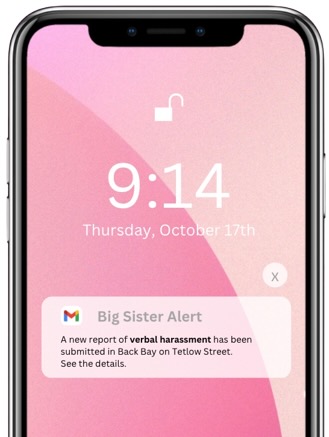 9:14
Thursday, October 17th
X
Big Sister Alert
A new report of verbal harassment has been
submitted in Back Bay on Tetlow Street.
See the details.